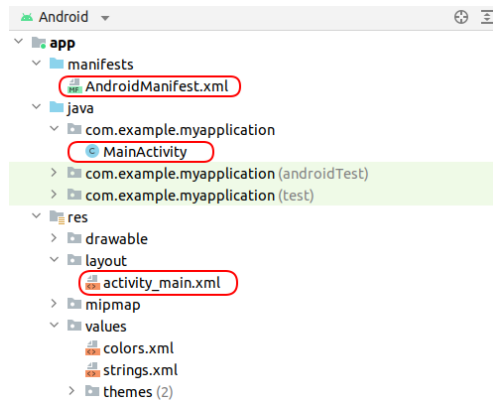 Android
app
manifests
MF AndroidManifest.xml
java
com.example.myapplication
C MainActivity
com.example.myapplication (androidTest)
com.example.myapplication (test)
res
drawable
layout
activity_main.xml
mipmap
values
colors.xml
strings.xml
themes (2)